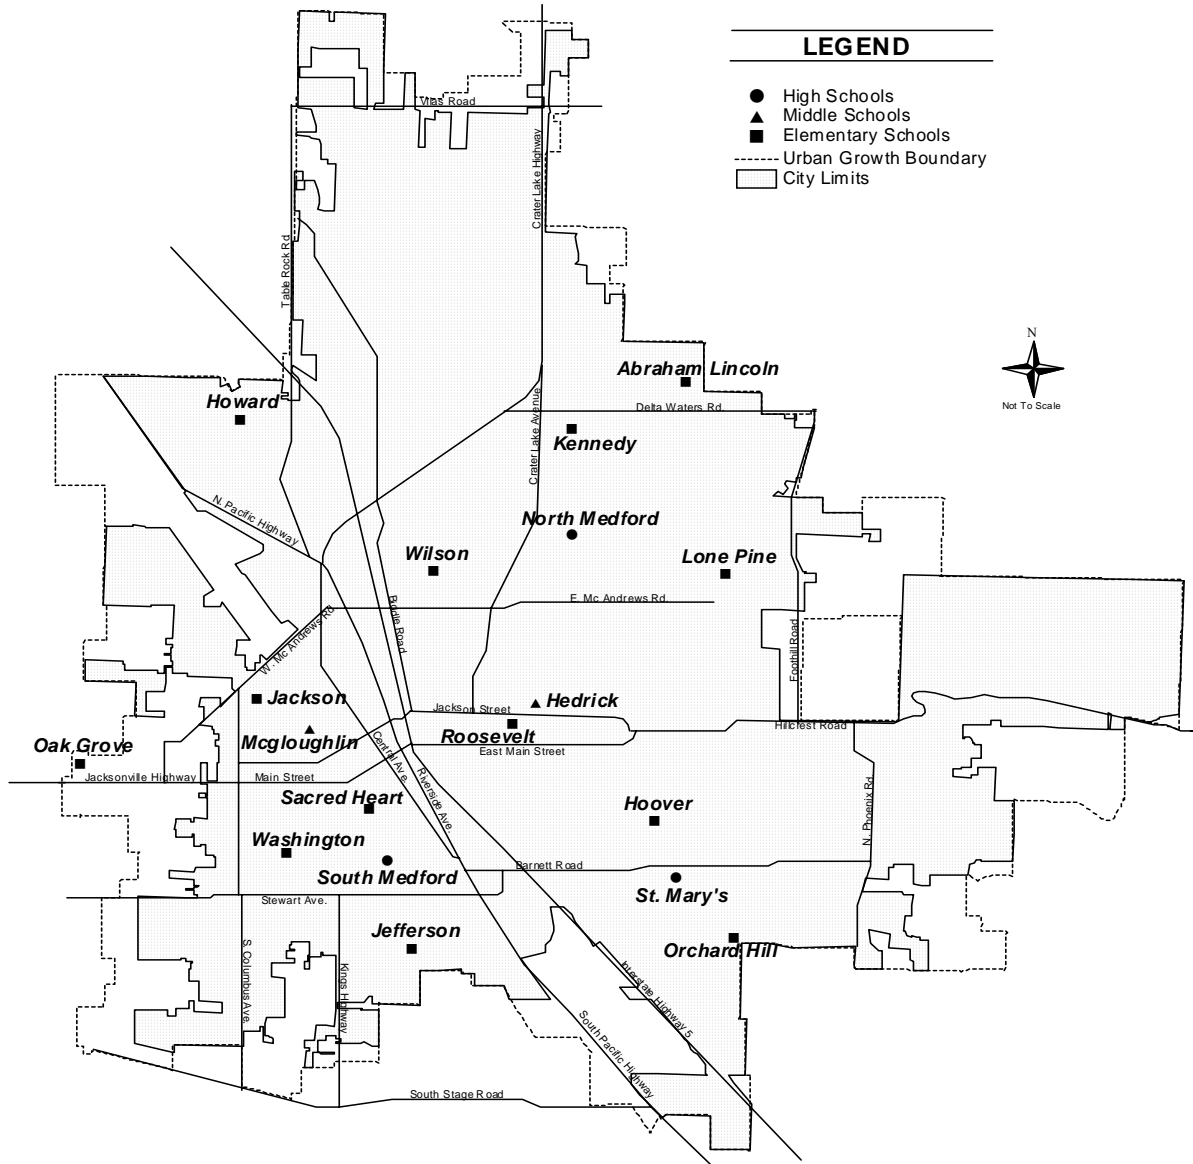 LEGEND
High Schools
Middle Schools
Elementary Schools
Urban Growth Boundary
City Limits
Vilas Road
Crater Lake Highway
Table Rock Rd.
N
Not To Scale
Abraham Lincoln
Howard
Delta Waters Rd.
Crater Lake Avenue
Kennedy
N. Pacific Highway
North Medford
Wilson
Lone Pine
E. Mc Andrews Rd.
Biddle Road
W. Mc Andrews Rd.
Foothill Road
Jackson
Hedrick
Jackson Street
Hillcrest Road
Roosevelt
Mcgloughlin
East Main Street
Oak Grove
Central Ave.
Jacksonville Highway
Main Street
Riverside Ave.
N. Phoenix Rd.
Sacred Heart
Hoover
Washington
Barnett Road
South Medford
St. Mary's
Stewart Ave.
Jefferson
Orchard Hill
S. Columbus Ave.
Kings Highway
Interstate Highway 5
South Pacific Highway
South Stage Road